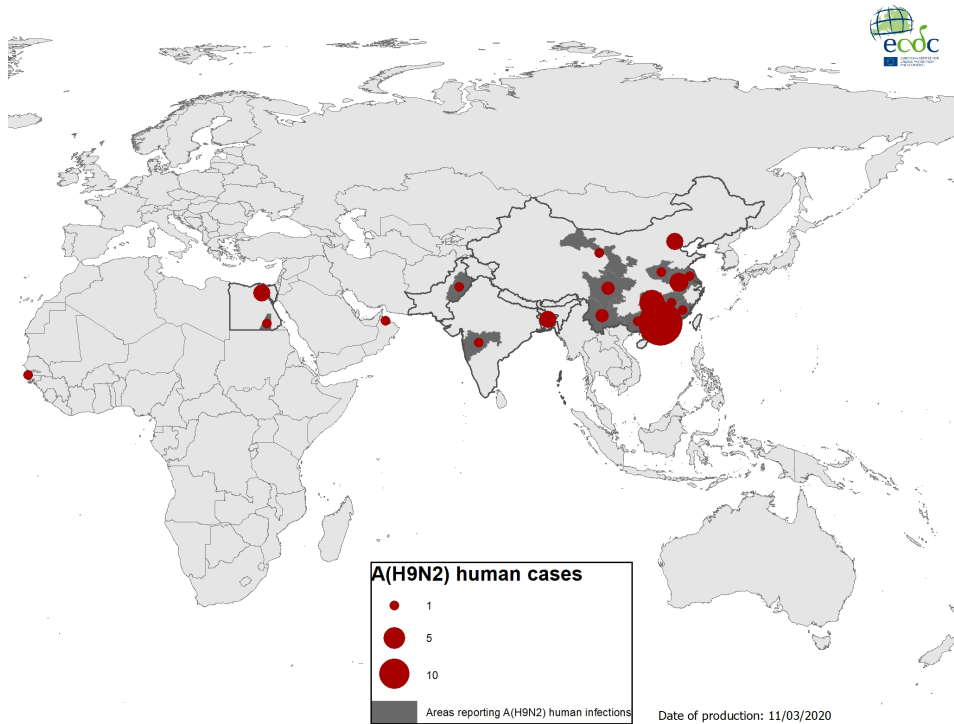 ecdc
A(H9N2) human cases
1
5
10
Areas reporting A(H9N2) human infections
Date of production: 11/03/2020